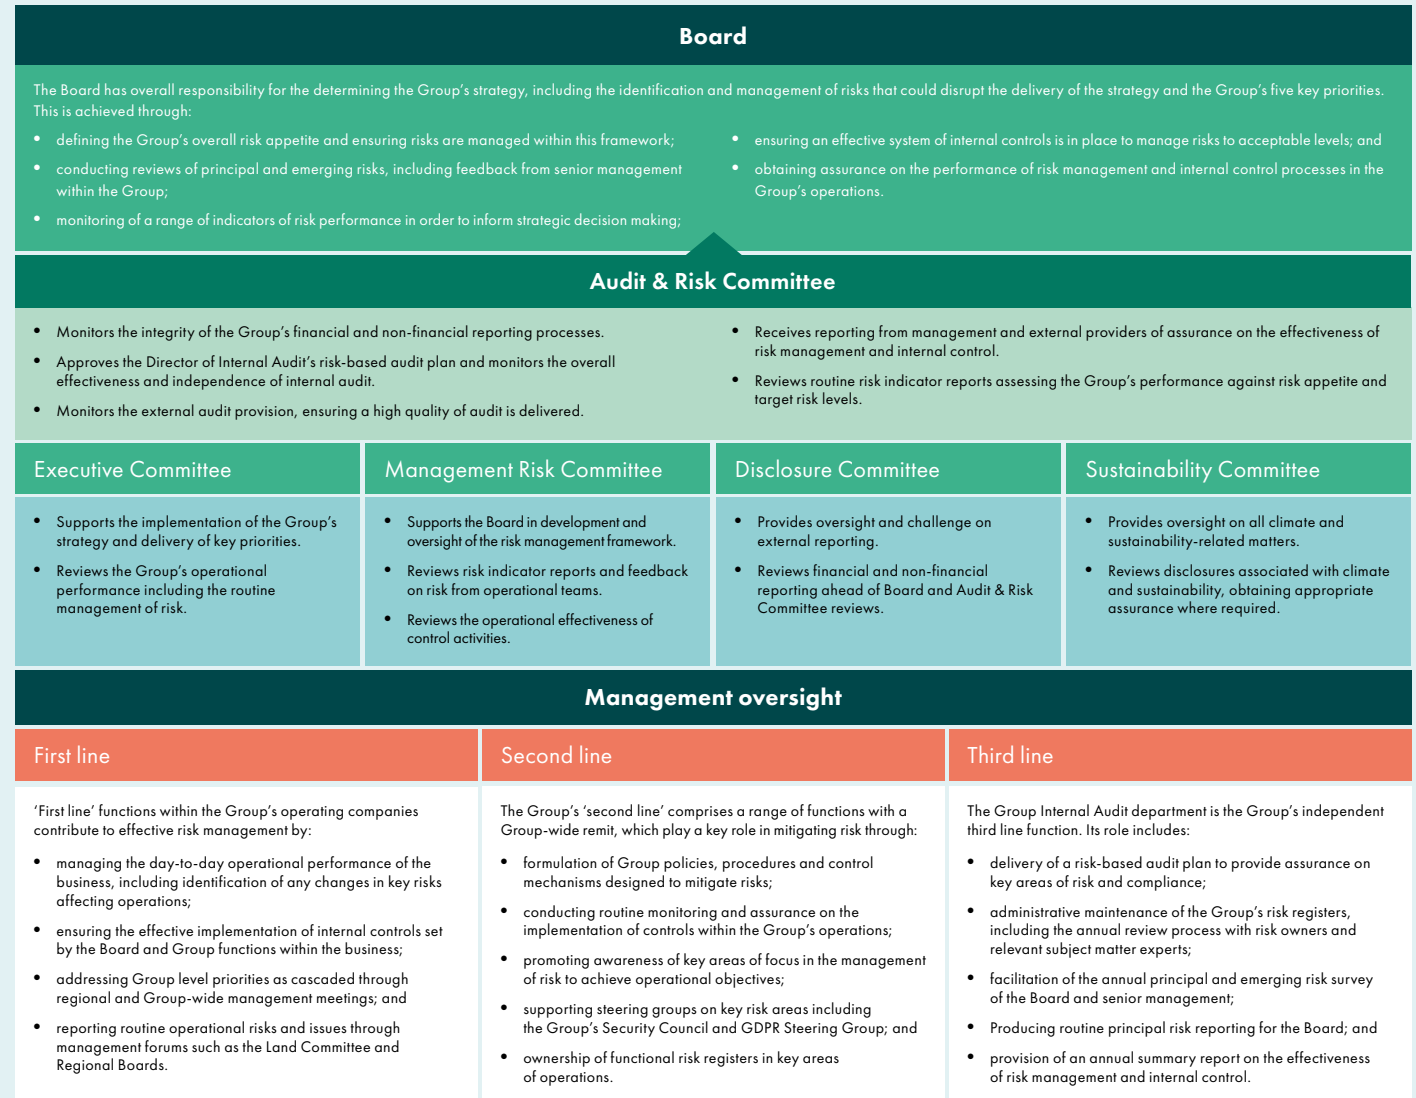 Board
The Board has overall responsibility for the determining the Group’s strategy, including the identification and management of risks that could disrupt the delivery of the strategy and the Group’s five key priorities.
This is achieved through:
• defining the Group’s overall risk appetite and ensuring risks are managed within this framework;
• conducting reviews of principal and emerging risks, including feedback from senior management
within the Group;
• monitoring of a range of indicators of risk performance in order to inform strategic decision making;
• ensuring an effective system of internal controls is in place to manage risks to acceptable levels; and
• obtaining assurance on the performance of risk management and internal control processes in the
Group’s operations.
Audit & Risk Committee
• Monitors the integrity of the Group’s financial and non-financial reporting processes.
• Approves the Director of Internal Audit’s risk-based audit plan and monitors the overall
effectiveness and independence of internal audit.
• Monitors the external audit provision, ensuring a high quality of audit is delivered.
• Receives reporting from management and external providers of assurance on the effectiveness of
risk management and internal control.
• Reviews routine risk indicator reports assessing the Group’s performance against risk appetite and
target risk levels.
Executive Committee
• Supports the implementation of the Group’s
strategy and delivery of key priorities.
• Reviews the Group’s operational
performance including the routine
management of risk.
Management Risk Committee
• Supports the Board in development and
oversight of the risk management framework.
• Reviews risk indicator reports and feedback
on risk from operational teams.
• Reviews the operational effectiveness of
control activities.
Disclosure Committee
• Provides oversight and challenge on
external reporting.
• Reviews financial and non-financial
reporting ahead of Board and Audit & Risk
Committee reviews.
Sustainability Committee
• Provides oversight on all climate and
sustainability-related matters.
• Reviews disclosures associated with climate
and sustainability, obtaining appropriate
assurance where required.
Management oversight
First line
‘First line’ functions within the Group’s operating companies
contribute to effective risk management by:
• managing the day-to-day operational performance of the
business, including identification of any changes in key risks
affecting operations;
• ensuring the effective implementation of internal controls set
by the Board and Group functions within the business;
• addressing Group level priorities as cascaded through
regional and Group-wide management meetings; and
• reporting routine operational risks and issues through
management forums such as the Land Committee and
Regional Boards.
Second line
The Group’s ‘second line’ comprises a range of functions with a
Group-wide remit, which play a key role in mitigating risk through:
• formulation of Group policies, procedures and control
mechanisms designed to mitigate risks;
• conducting routine monitoring and assurance on the
implementation of controls within the Group’s operations;
• promoting awareness of key areas of focus in the management
of risk to achieve operational objectives;
• supporting steering groups on key risk areas including
the Group’s Security Council and GDPR Steering Group; and
• ownership of functional risk registers in key areas
of operations.
Third line
The Group Internal Audit department is the Group’s independent
third line function. Its role includes:
• delivery of a risk-based audit plan to provide assurance on
key areas of risk and compliance;
• administrative maintenance of the Group’s risk registers,
including the annual review process with risk owners and
relevant subject matter experts;
• facilitation of the annual principal and emerging risk survey
of the Board and senior management;
• Producing routine principal risk reporting for the Board; and
• provision of an annual summary report on the effectiveness
of risk management and internal control.